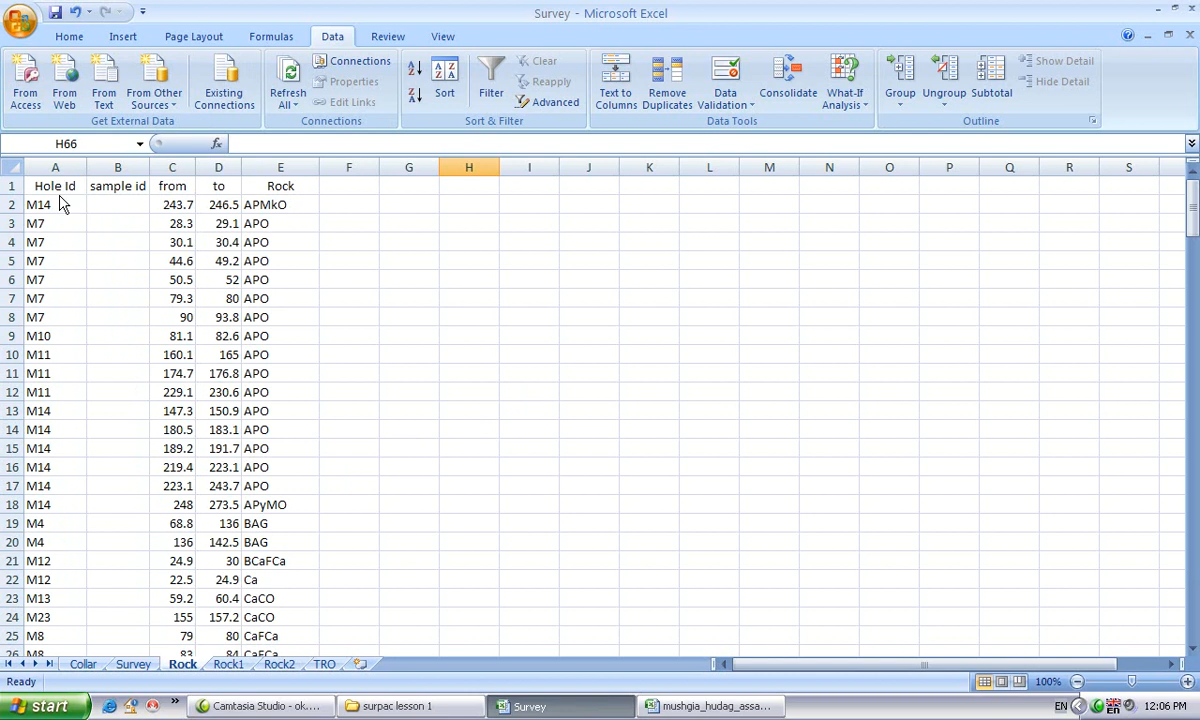 Survey - Microsoft Excel
Home Insert Page Layout Formulas Data Review View
From Access
From Web
From Text
From Other Sources
Existing Connections
Get External Data
Refresh All
Connections
Properties
Edit Links
Connections
Sort
Filter
Clear
Reapply
Advanced
Sort & Filter
Text to Columns
Remove Duplicates
Data Validation
Consolidate
What-If Analysis
Data Tools
Group
Ungroup
Subtotal
Show Detail
Hide Detail
Outline
H66 fx
A B C D E F G H I J K L M N O P Q R S
1 Hole Id sample id from to Rock
2 M14 243.7 246.5 APMkO
3 M7 28.3 29.1 APO
4 M7 30.1 30.4 APO
5 M7 44.6 49.2 APO
6 M7 50.5 52 APO
7 M7 79.3 80 APO
8 M7 90 93.8 APO
9 M10 81.1 82.6 APO
10 M11 160.1 165 APO
11 M11 174.7 176.8 APO
12 M11 229.1 230.6 APO
13 M14 147.3 150.9 APO
14 M14 180.5 183.1 APO
15 M14 189.2 191.7 APO
16 M14 219.4 223.1 APO
17 M14 223.1 243.7 APO
18 M14 248 273.5 APyMO
19 M4 68.8 136 BAG
20 M4 136 142.5 BAG
21 M12 24.9 30 BCaFCa
22 M12 22.5 24.9 Ca
23 M13 59.2 60.4 CaCO
24 M23 155 157.2 CaCO
25 M8 79 80 CaFCa
26 M8 83 84 CaFCa
Collar Survey Rock Rock1 Rock2 TRO
Ready 100%
start Camtasia Studio - ok.... surpac lesson 1 Survey mushgia_hudag_assa... EN EN 12:06 PM